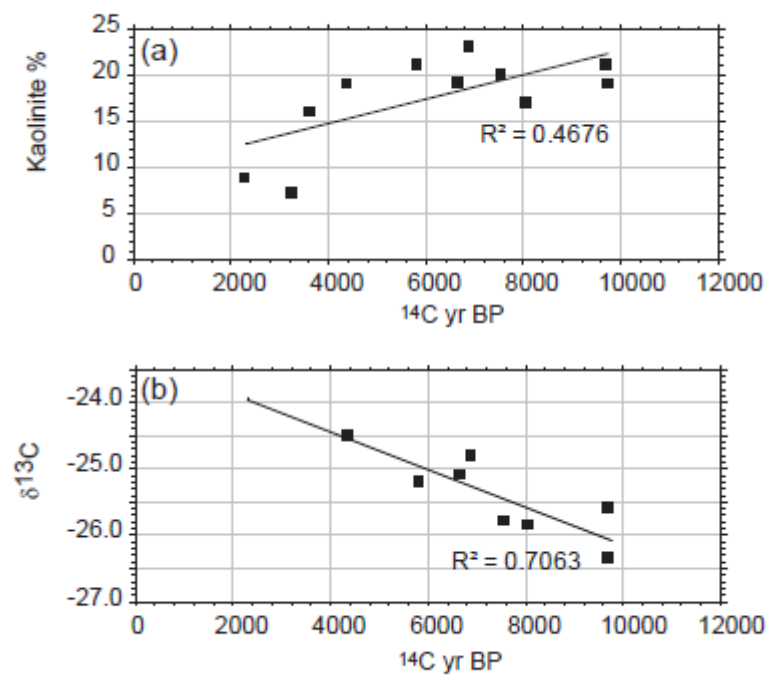 (a)
Kaolinite %
25
20
15
10
5
0
R² = 0.4676
0 2000 4000 6000 8000 10000 12000
¹⁴C yr BP
(b)
δ¹³C
-24.0
-25.0
-26.0
-27.0
R² = 0.7063
0 2000 4000 6000 8000 10000 12000
¹⁴C yr BP